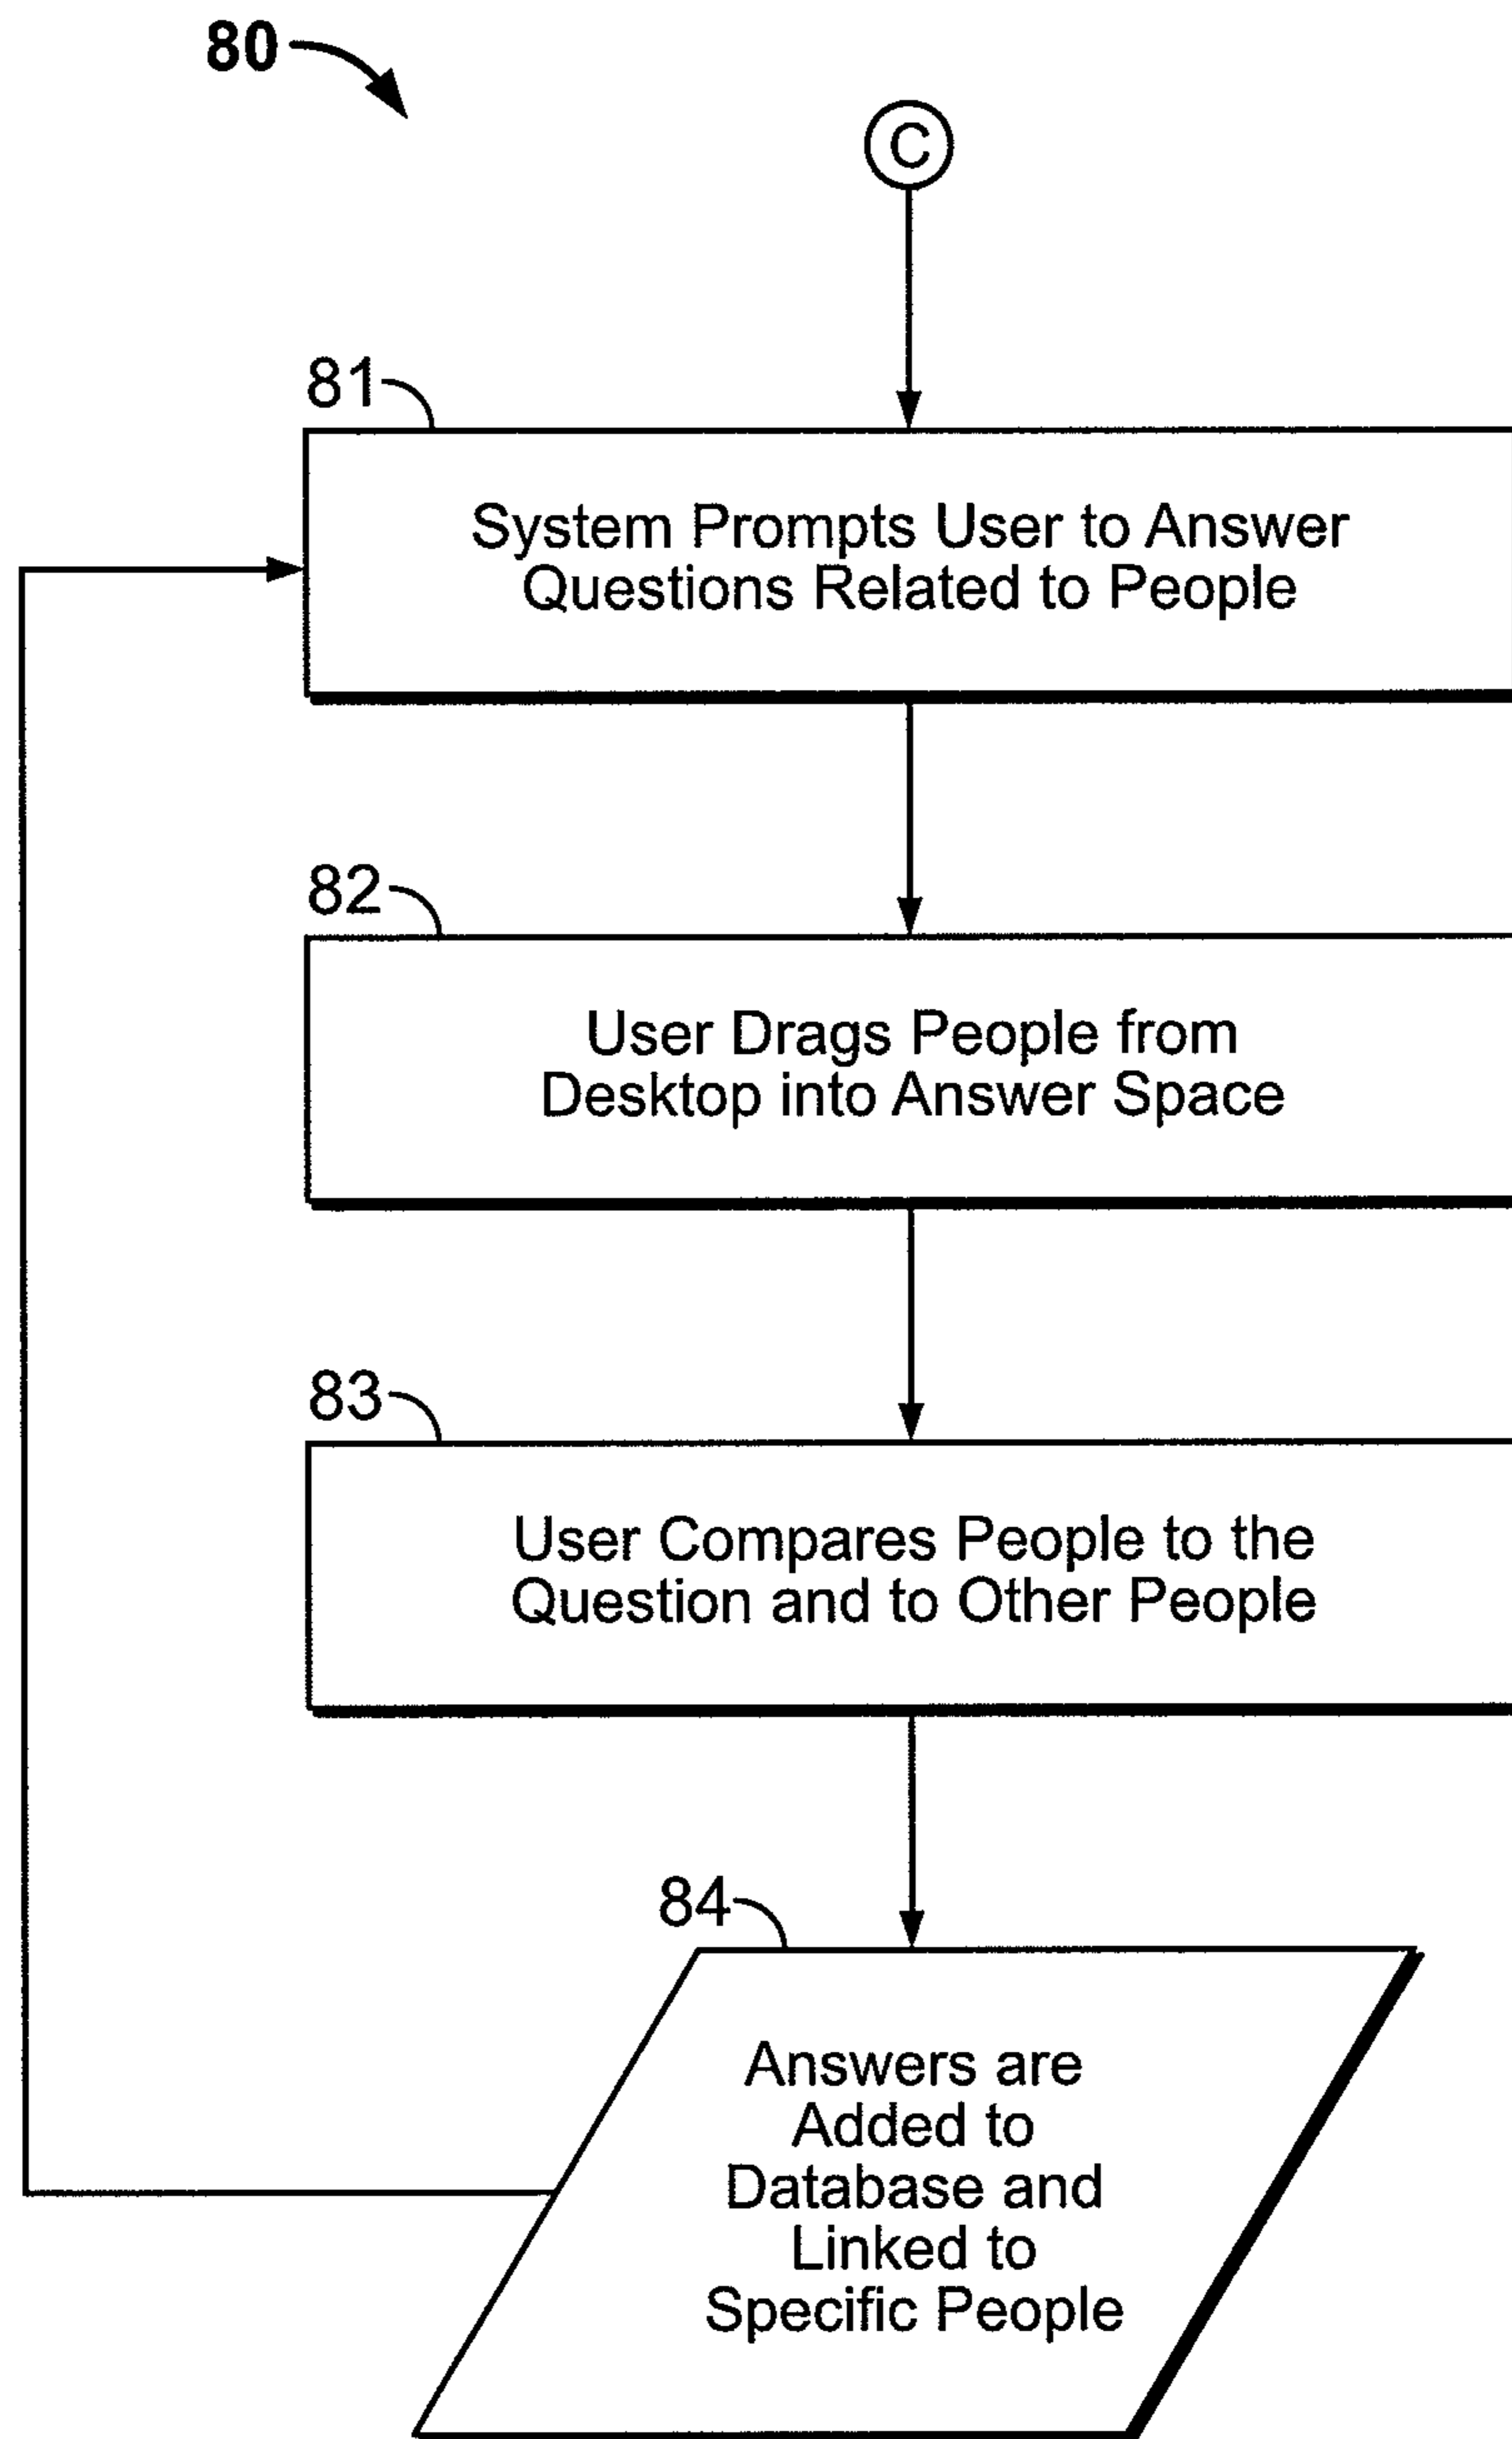 80
C
81
System Prompts User to Answer
Questions Related to People
82
User Drags People from
Desktop into Answer Space
83
User Compares People to the
Question and to Other People
84
Answers are
Added to
Database and
Linked to
Specific People